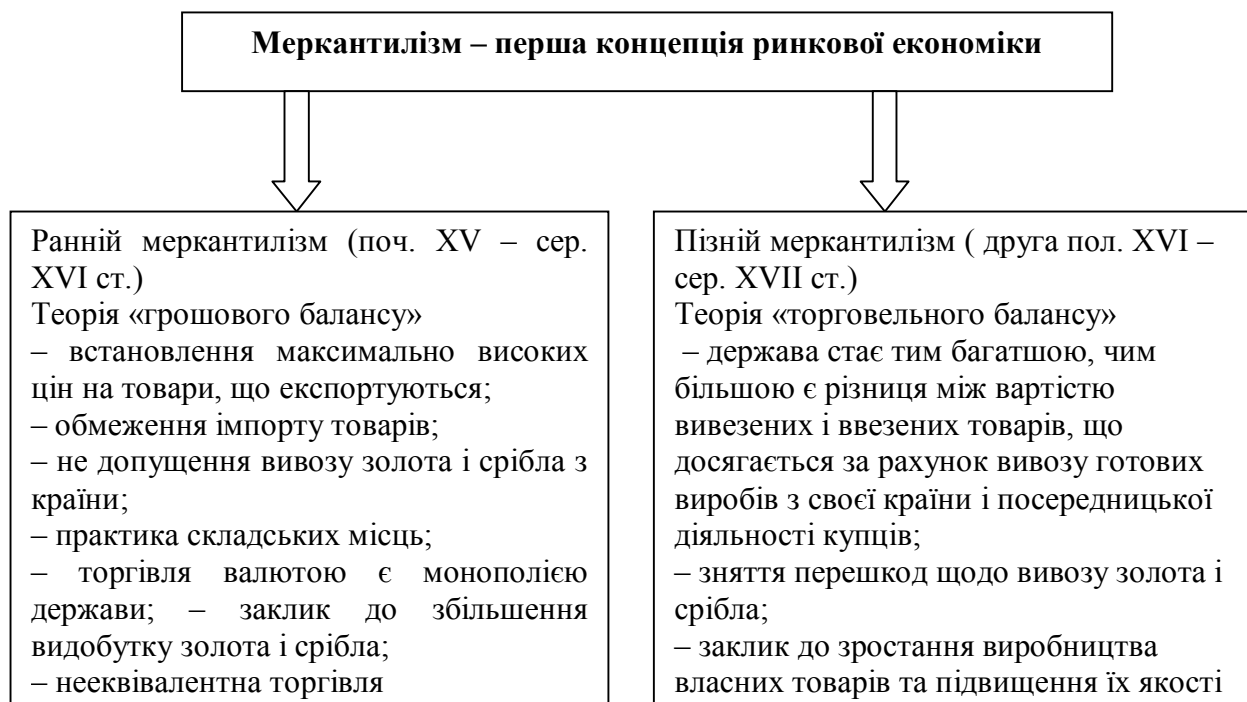 Меркантилізм – перша концепція ринкової економіки
Ранній меркантилізм (поч. XV – сер.
XVI ст.)
Теорія «грошового балансу»
– встановлення максимально високих
цін на товари, що експортуються;
– обмеження імпорту товарів;
– не допущення вивозу золота і срібла з
країни;
– практика складських місць;
– торгівля валютою є монополією
держави; – заклик до збільшення
видобутку золота і срібла;
– нееквівалентна торгівля
Пізній меркантилізм ( друга пол. XVI –
сер. XVII ст.)
Теорія «торговельного балансу»
– держава стає тим багатшою, чим
більшою є різниця між вартістю
вивезених і ввезених товарів, що
досягається за рахунок вивозу готових
виробів з своєї країни і посередницької
діяльності купців;
– зняття перешкод щодо вивозу золота і
срібла;
– заклик до зростання виробництва
власних товарів та підвищення їх якості